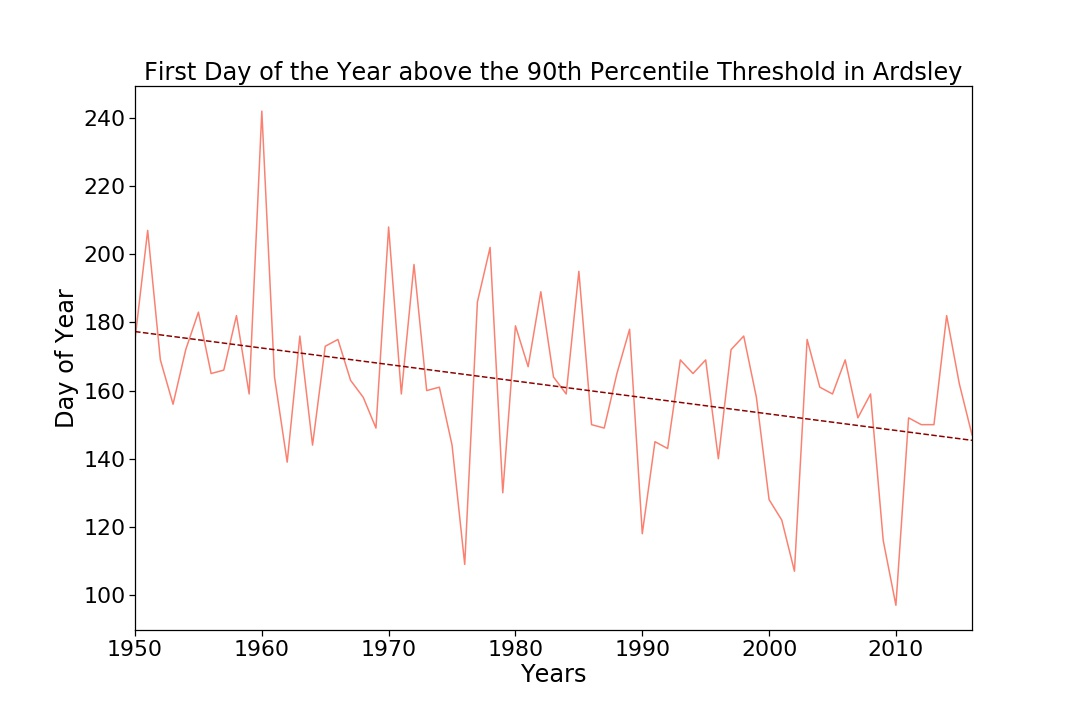 First Day of the Year above the 90th Percentile Threshold in Ardsley
Day of Year
240
220
200
180
160
140
120
100
1950 1960 1970 1980 1990 2000 2010
Years